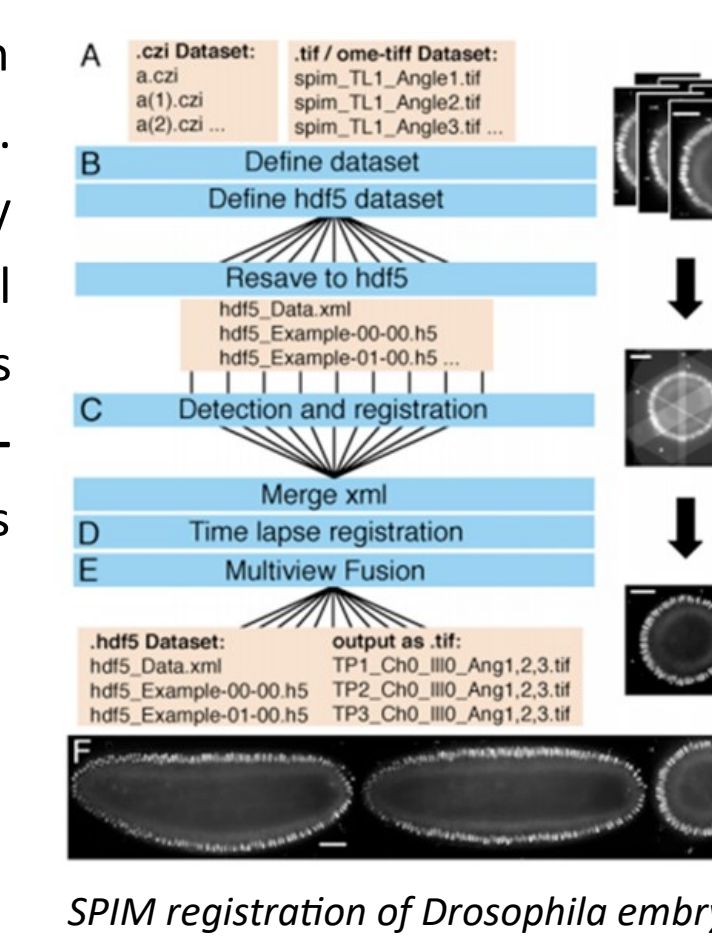 n
.
y
l
s
-
s
A
.czi Dataset:
a.czi
a(1).czi
a(2).czi ...
.tif / ome-tiff Dataset:
spim_TL1_Angle1.tif
spim_TL1_Angle2.tif
spim_TL1_Angle3.tif ...
B Define dataset
Define hdf5 dataset
Resave to hdf5
hdf5_Data.xml
hdf5_Example-00-00.h5
hdf5_Example-01-00.h5 ...
C Detection and registration
Merge xml
D Time lapse registration
E Multiview Fusion
.hdf5 Dataset:
hdf5_Data.xml
hdf5_Example-00-00.h5
hdf5_Example-01-00.h5
output as .tif:
TP1_Ch0_Ill0_Ang1,2,3.tif
TP2_Ch0_Ill0_Ang1,2,3.tif
TP3_Ch0_Ill0_Ang1,2,3.tif
F
SPIM registration of Drosophila embry